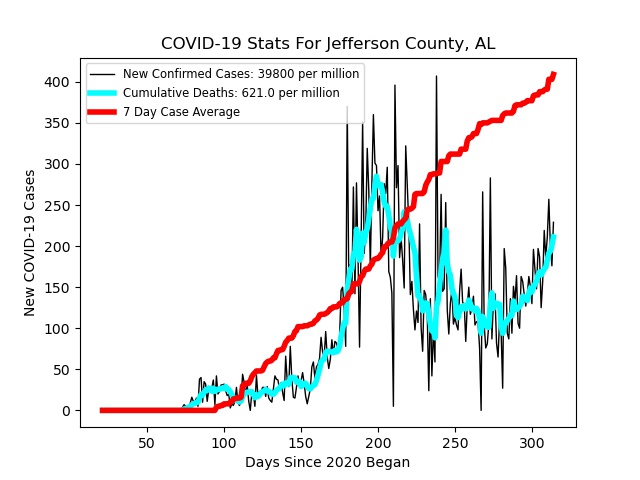 COVID-19 Stats For Jefferson County, AL
New Confirmed Cases: 39800 per million
Cumulative Deaths: 621.0 per million
7 Day Case Average
New COVID-19 Cases
400
350
300
250
200
150
100
50
0
50 100 150 200 250 300
Days Since 2020 Began